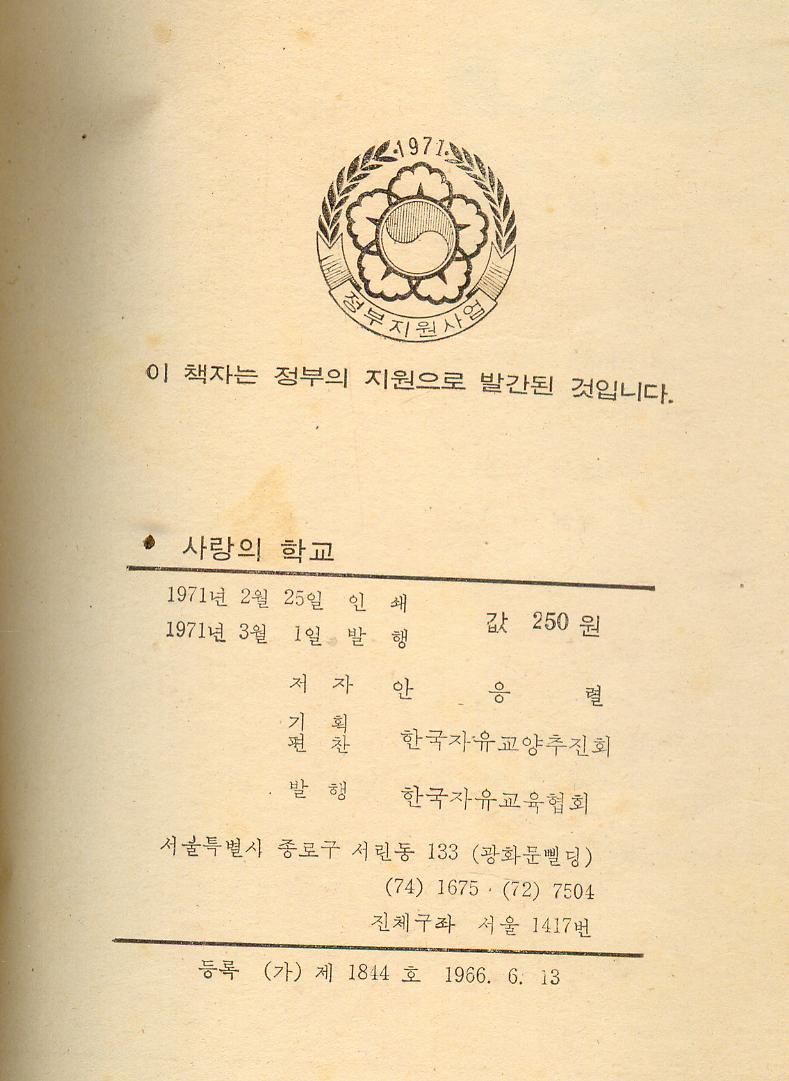 1971
정부지원사업
이 책자는 정부의 지원으로 발간된 것입니다.
사랑의 학교
1971년 2월 25일 인 쇄
1971년 3월 1일 발 행
값 250 원
저 자 안 응 렬
기 획
편 찬
한국자유교양추진회
발 행 한국자유교육협회
서울특별시 종로구 서린동 133 (광화문삘딩)
(74) 1675 · (72) 7504
진체구좌 서울 1417번
등록 (가) 제 1844 호 1966. 6. 13